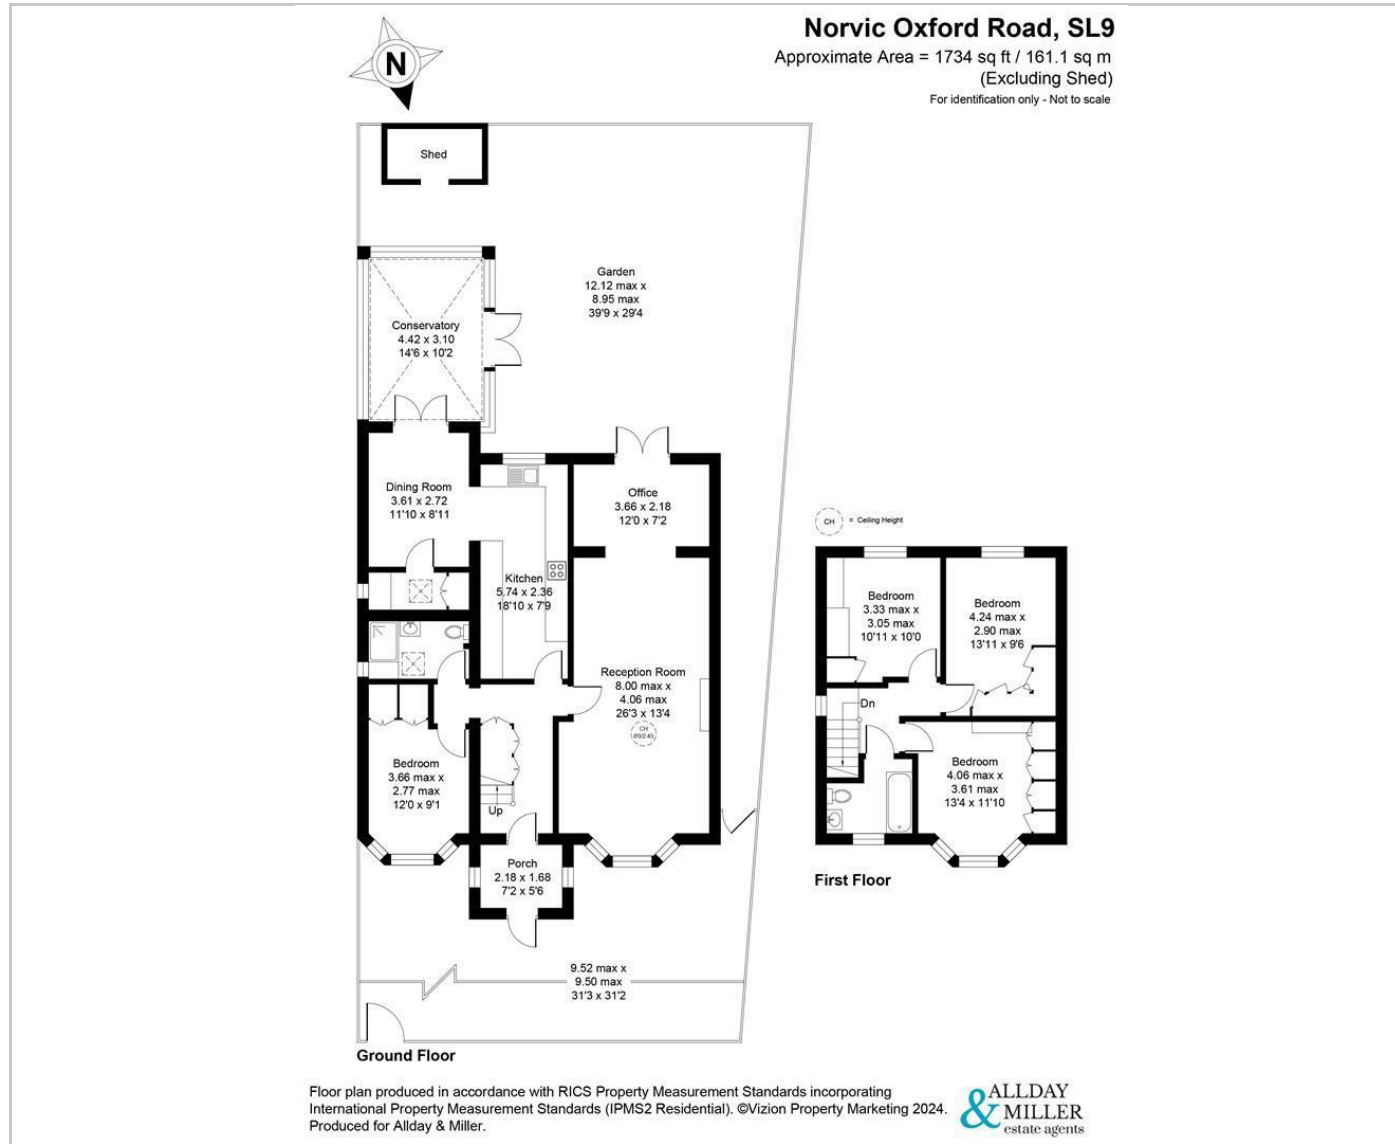 Norvic Oxford Road, SL9
Approximate Area = 1734 sq ft / 161.1 sq m
(Excluding Shed)
For identification only - Not to scale
N
Shed
Garden
12.12 max x
8.95 max
39'9 x 29'4
Conservatory
4.42 x 3.10
14'6 x 10'2
Dining Room
3.61 x 2.72
11'10 x 8'11
Office
3.66 x 2.18
12'0 x 7'2
Kitchen
5.74 x 2.36
18'10 x 7'9
Reception Room
8.00 max x
4.06 max
26'3 x 13'4
CH
Bedroom
3.66 max x
2.77 max
12'0 x 9'1
Up
Porch
2.18 x 1.68
7'2 x 5'6
9.52 max x
9.50 max
31'3 x 31'2
Ground Floor
CH = Ceiling Height
Bedroom
3.33 max x
3.05 max
10'11 x 10'0
Bedroom
4.24 max x
2.90 max
13'11 x 9'6
Dn
Bedroom
4.06 max x
3.61 max
13'4 x 11'10
First Floor
Floor plan produced in accordance with RICS Property Measurement Standards incorporating
International Property Measurement Standards (IPMS2 Residential). ©Vizion Property Marketing 2024.
Produced for Allday & Miller.
ALLDAY
& MILLER
estate agents